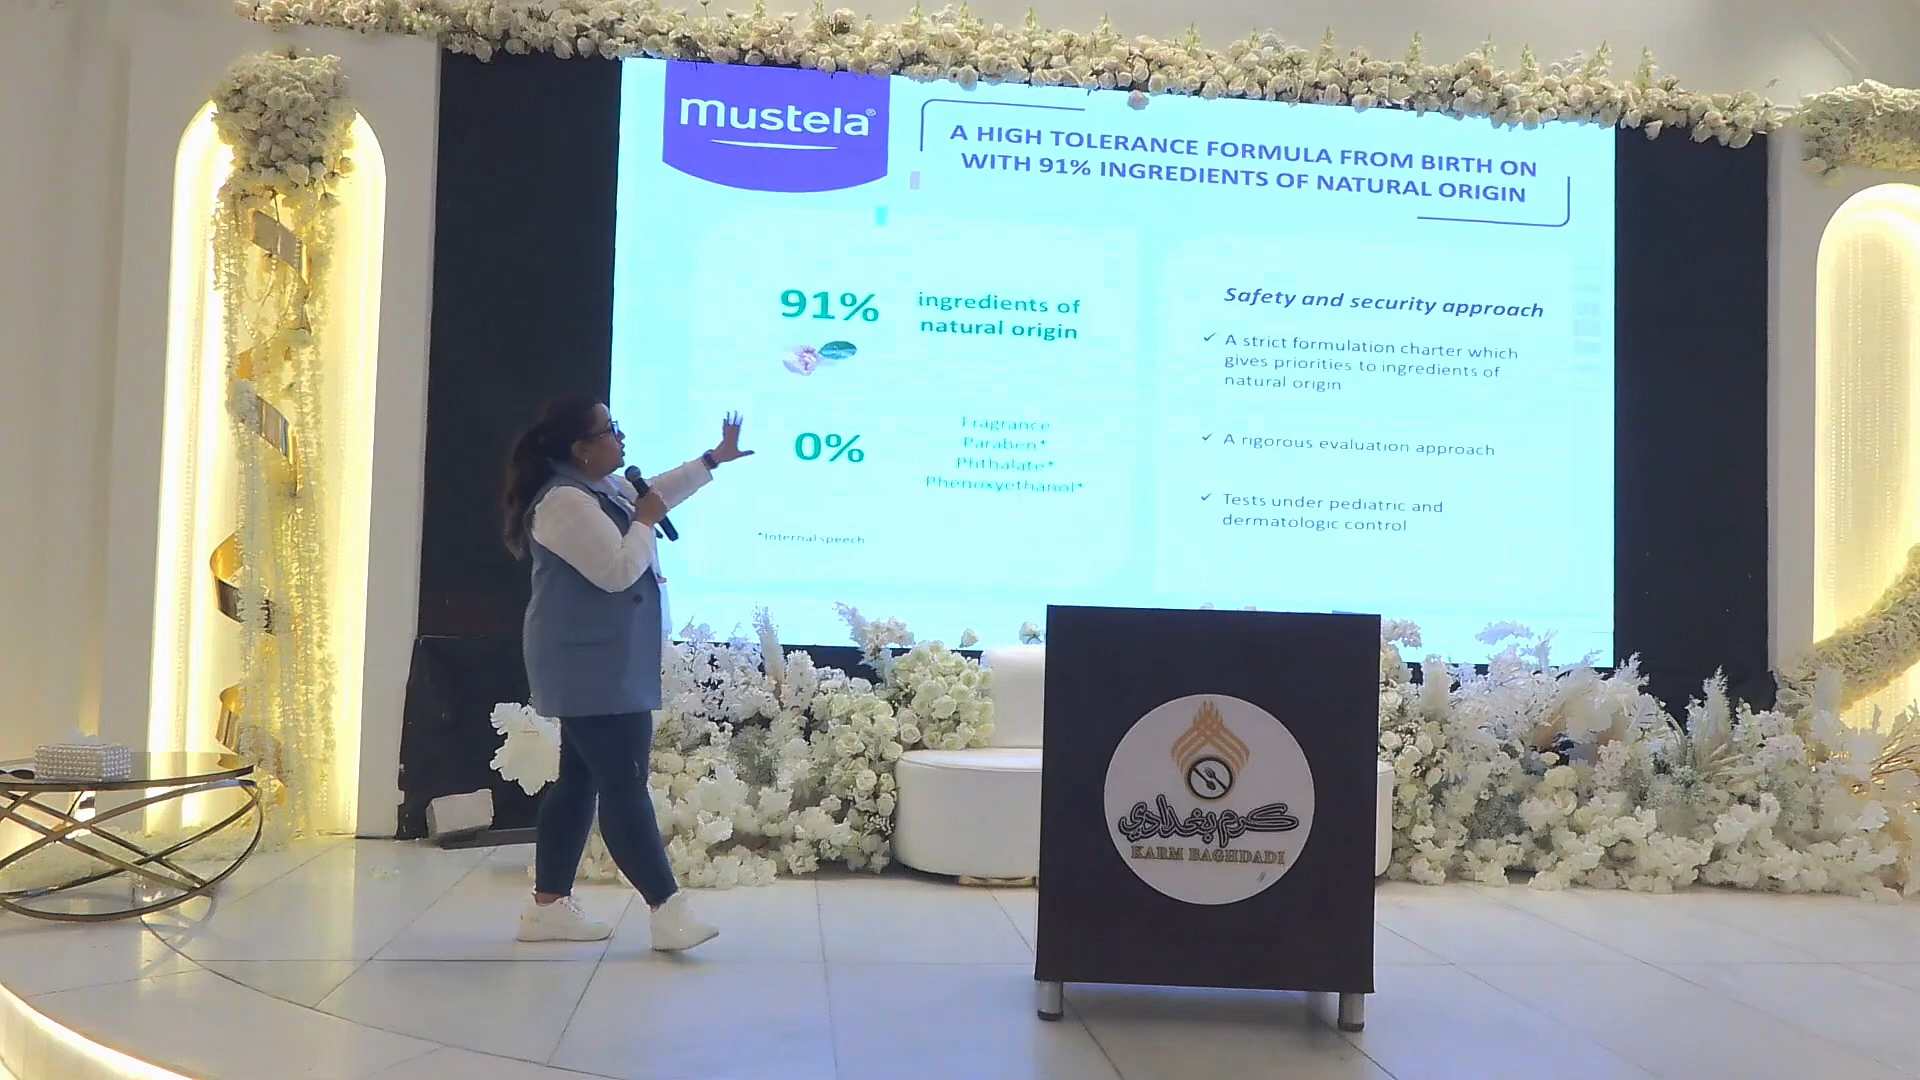 mustela®
A HIGH TOLERANCE FORMULA FROM BIRTH ON
WITH 91% INGREDIENTS OF NATURAL ORIGIN
91%
ingredients of
natural origin
0%
Fragrance
Paraben*
Phthalate*
Phenoxyethanol*
*Internal speech
Safety and security approach
✓ A strict formulation charter which
gives priorities to ingredients of
natural origin
✓ A rigorous evaluation approach
✓ Tests under pediatric and
dermatologic control
كرم بغدادي
KARM BAGHDADI